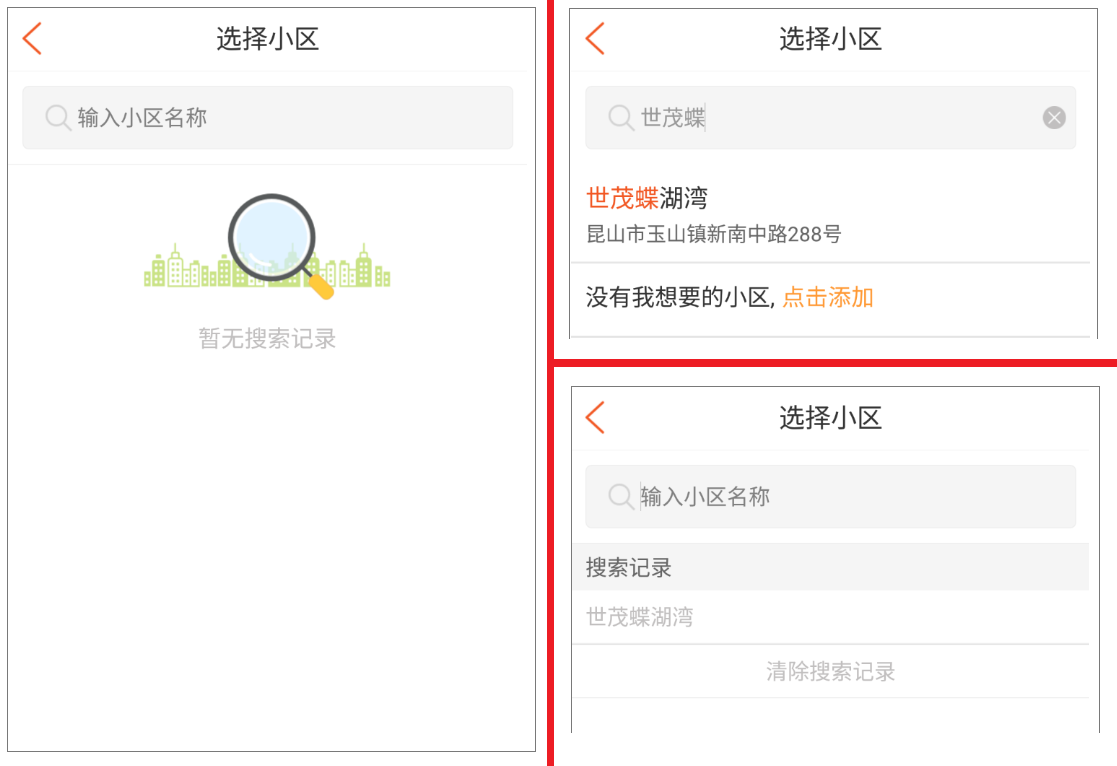 选择小区
输入小区名称
暂无搜索记录
选择小区
世茂蝶
世茂蝶湖湾
昆山市玉山镇新南中路288号
没有我想要的小区, 点击添加
选择小区
输入小区名称
搜索记录
世茂蝶湖湾
清除搜索记录